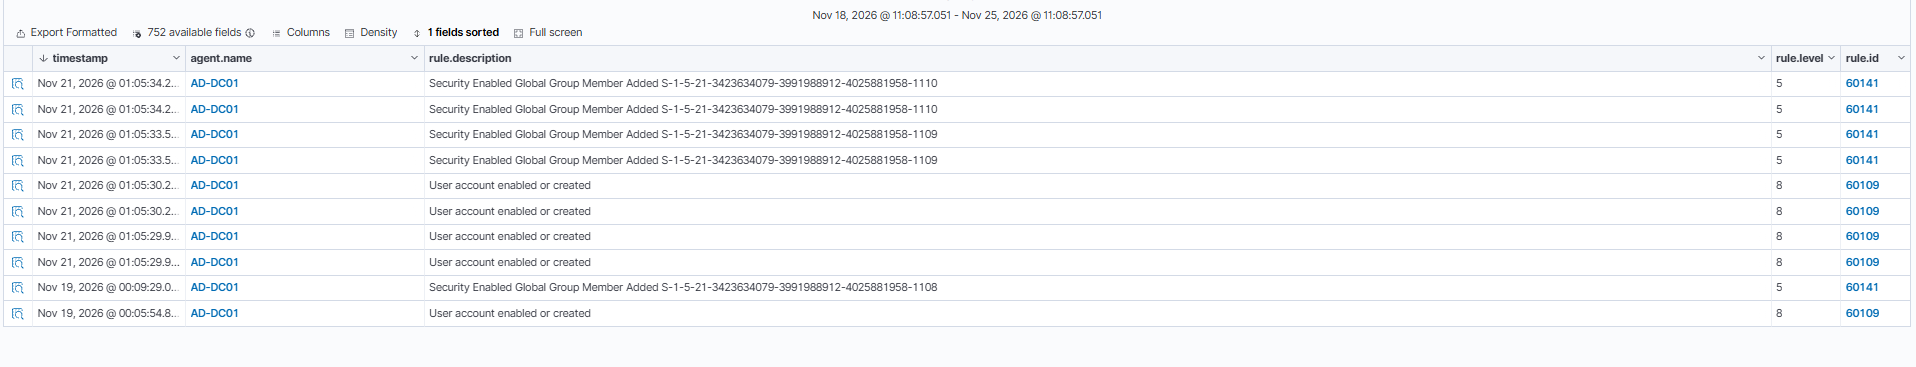 Nov 18, 2026 @ 11:08:57.051 - Nov 25, 2026 @ 11:08:57.051
Export Formatted 752 available fields Columns Density 1 fields sorted Full screen
timestamp agent.name rule.description rule.level rule.id
Nov 21, 2026 @ 01:05:34.2... AD-DC01 Security Enabled Global Group Member Added S-1-5-21-3423634079-3991988912-4025881958-1110 5 60141
Nov 21, 2026 @ 01:05:34.2... AD-DC01 Security Enabled Global Group Member Added S-1-5-21-3423634079-3991988912-4025881958-1110 5 60141
Nov 21, 2026 @ 01:05:33.5... AD-DC01 Security Enabled Global Group Member Added S-1-5-21-3423634079-3991988912-4025881958-1109 5 60141
Nov 21, 2026 @ 01:05:33.5... AD-DC01 Security Enabled Global Group Member Added S-1-5-21-3423634079-3991988912-4025881958-1109 5 60141
Nov 21, 2026 @ 01:05:30.2... AD-DC01 User account enabled or created 8 60109
Nov 21, 2026 @ 01:05:30.2... AD-DC01 User account enabled or created 8 60109
Nov 21, 2026 @ 01:05:29.9... AD-DC01 User account enabled or created 8 60109
Nov 21, 2026 @ 01:05:29.9... AD-DC01 User account enabled or created 8 60109
Nov 19, 2026 @ 00:09:29.0... AD-DC01 Security Enabled Global Group Member Added S-1-5-21-3423634079-3991988912-4025881958-1108 5 60141
Nov 19, 2026 @ 00:05:54.8... AD-DC01 User account enabled or created 8 60109